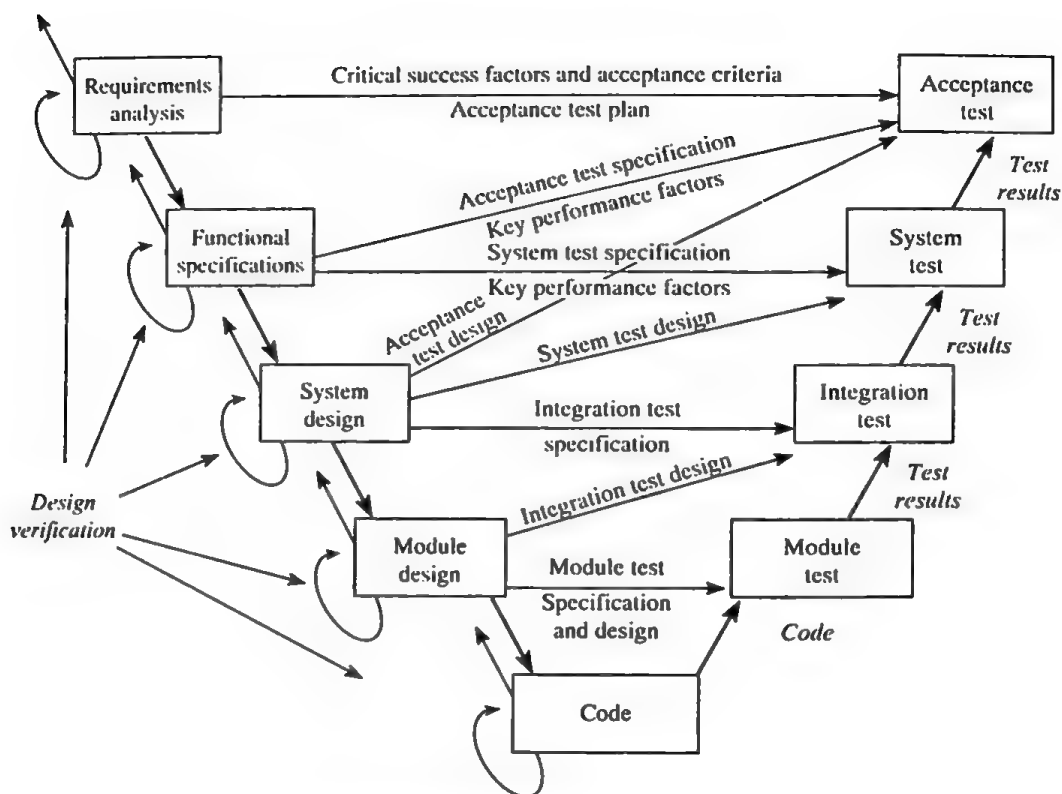 Requirements
analysis
Critical success factors and acceptance criteria
Acceptance test plan
Acceptance
test
Acceptance test specification
Key performance factors
Test
results
Functional
specifications
System test specification
Key performance factors
System
test
Acceptance
test design
System test design
Test
results
System
design
Integration test
specification
Integration
test
Integration test design
Test
results
Design
verification
Module
design
Module test
Specification
and design
Module
test
Code
Code